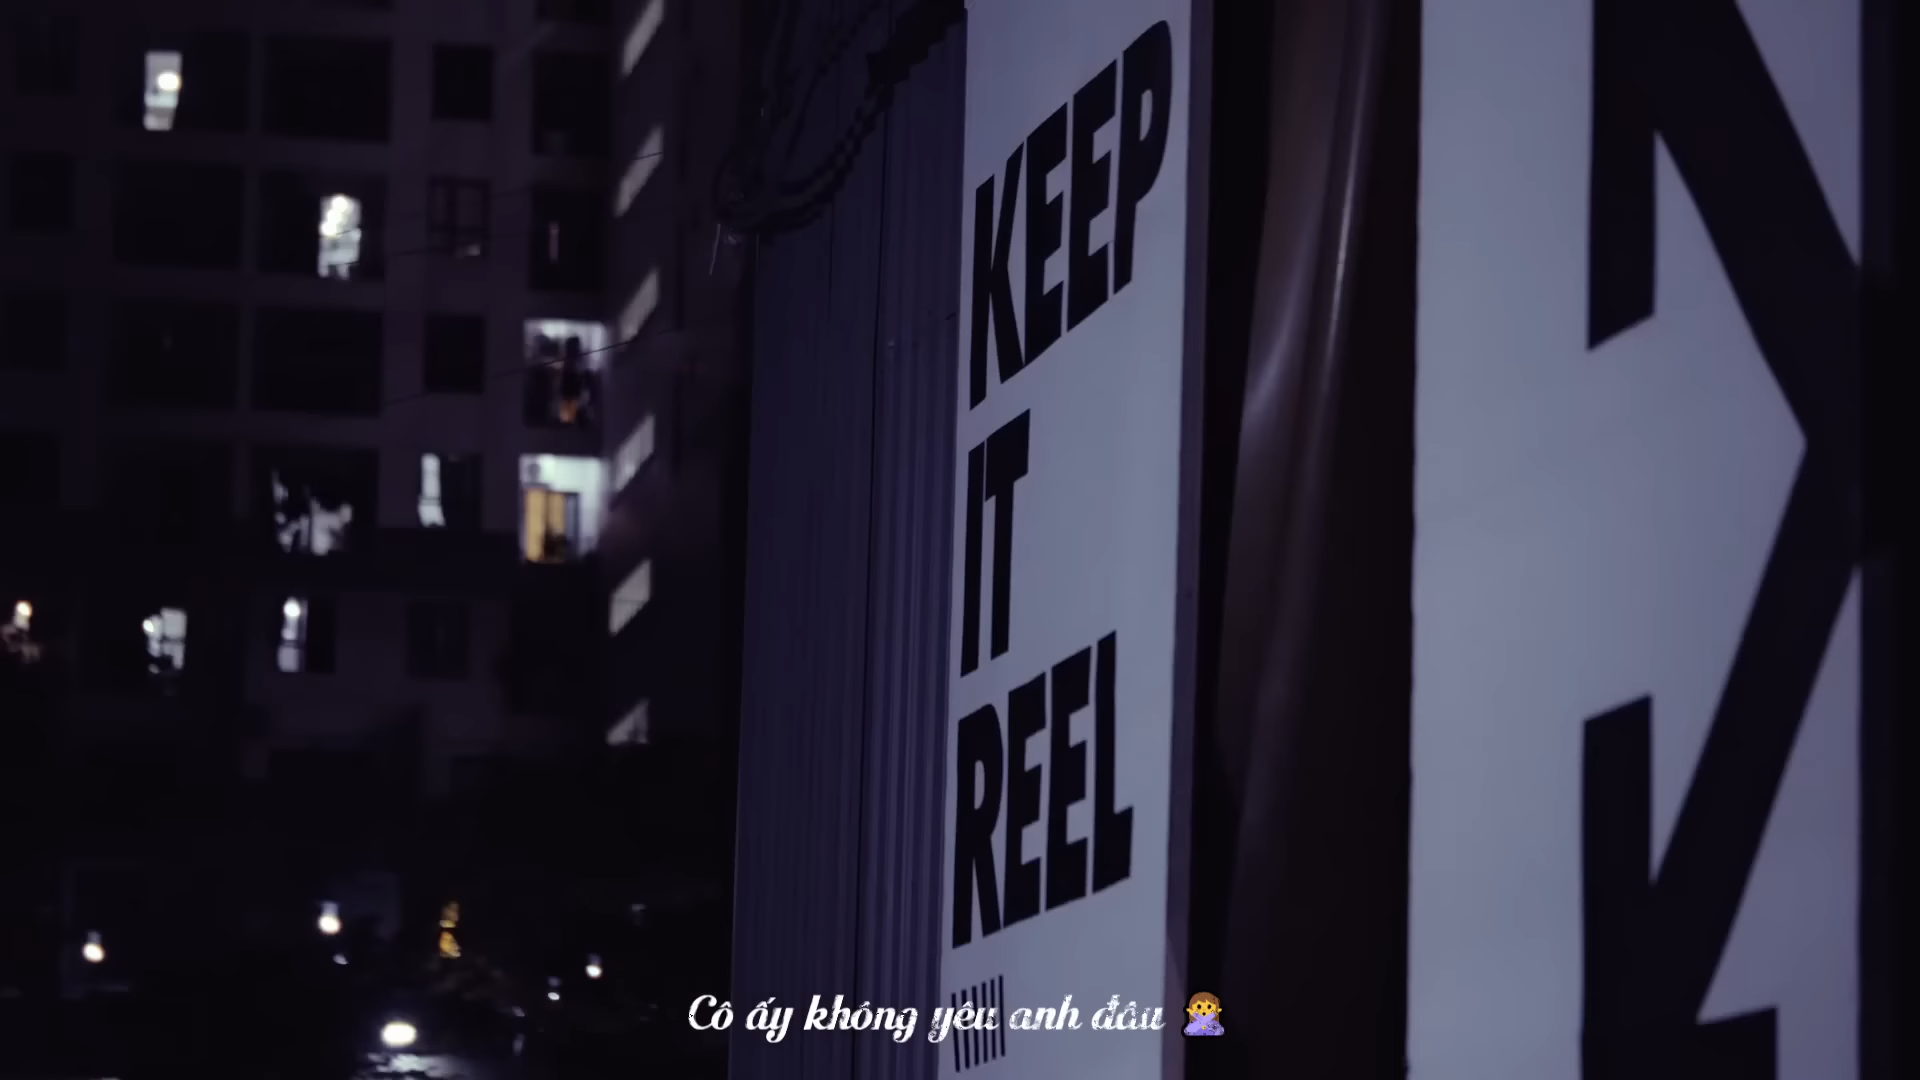 KEEP
IT
REEL
Cô ấy không yêu anh đâu 🙅‍♀️